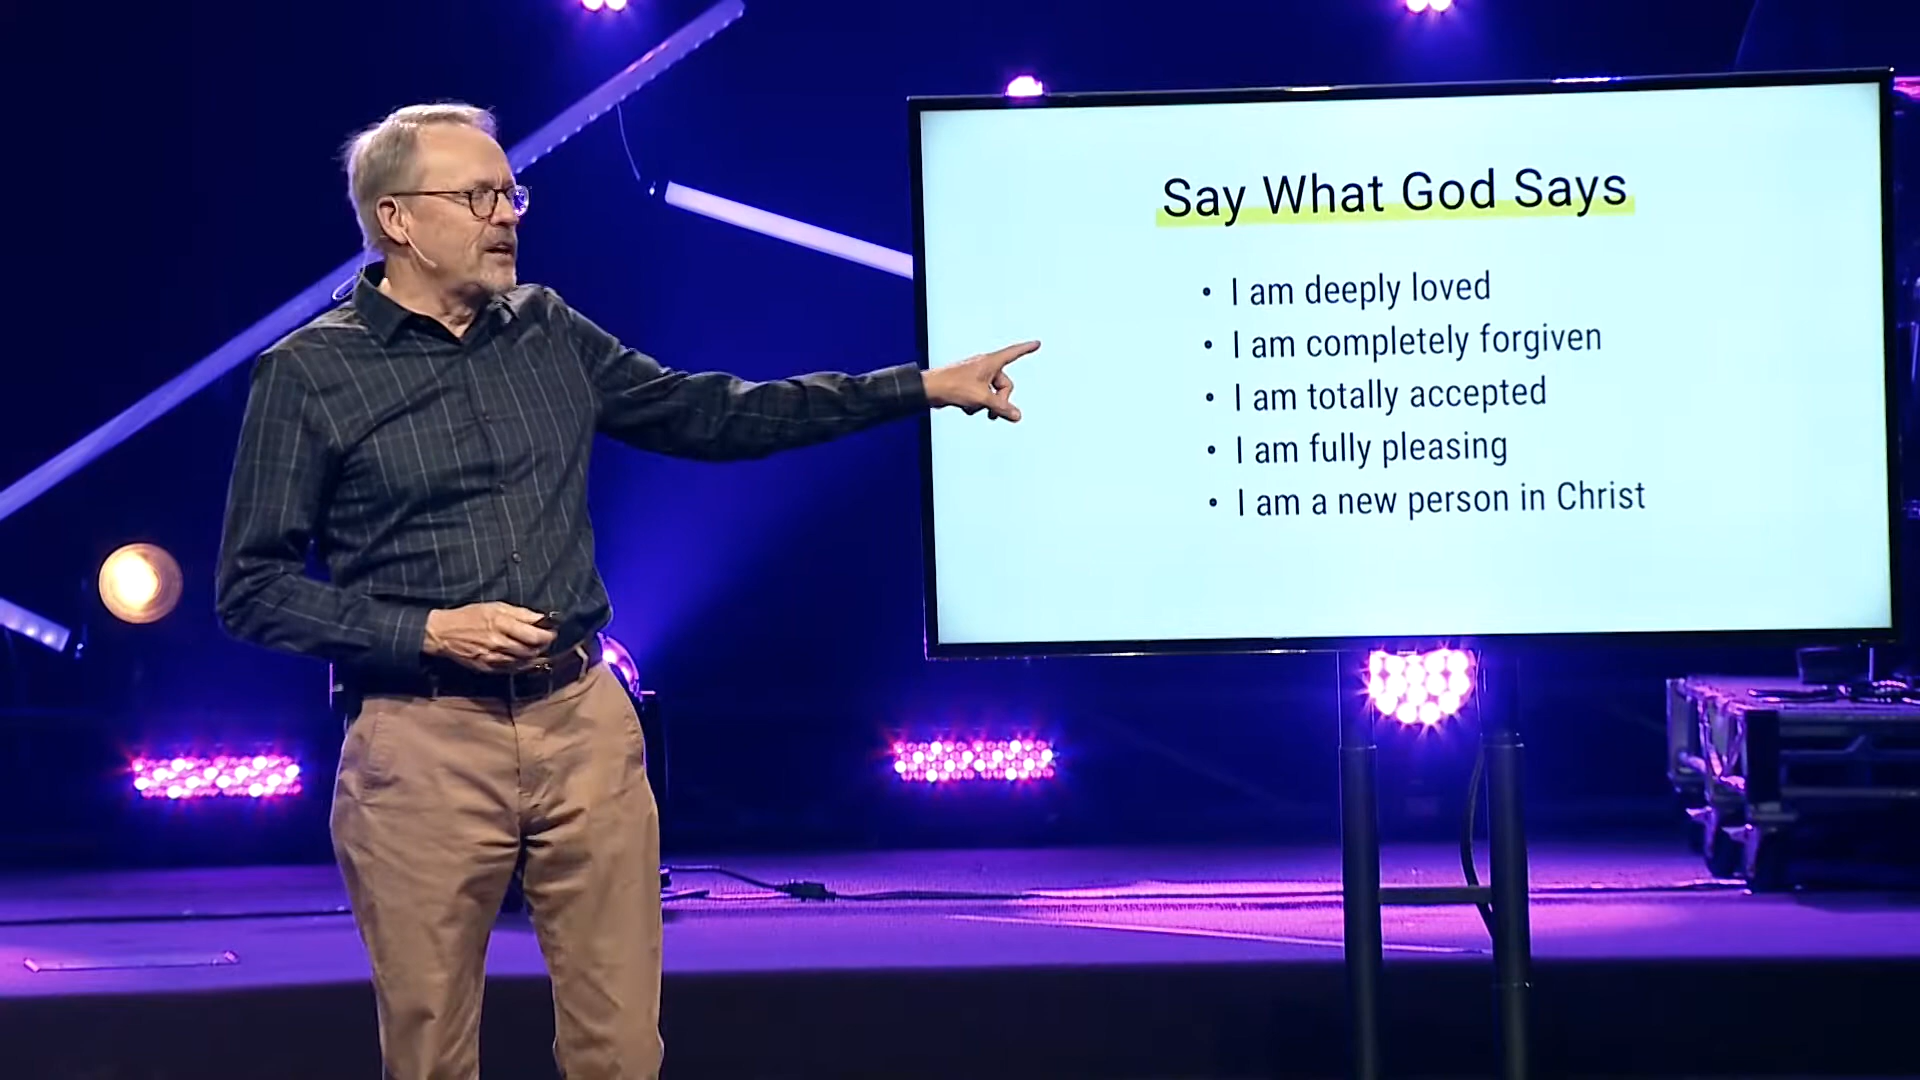 Say What God Says
• I am deeply loved
• I am completely forgiven
• I am totally accepted
• I am fully pleasing
• I am a new person in Christ